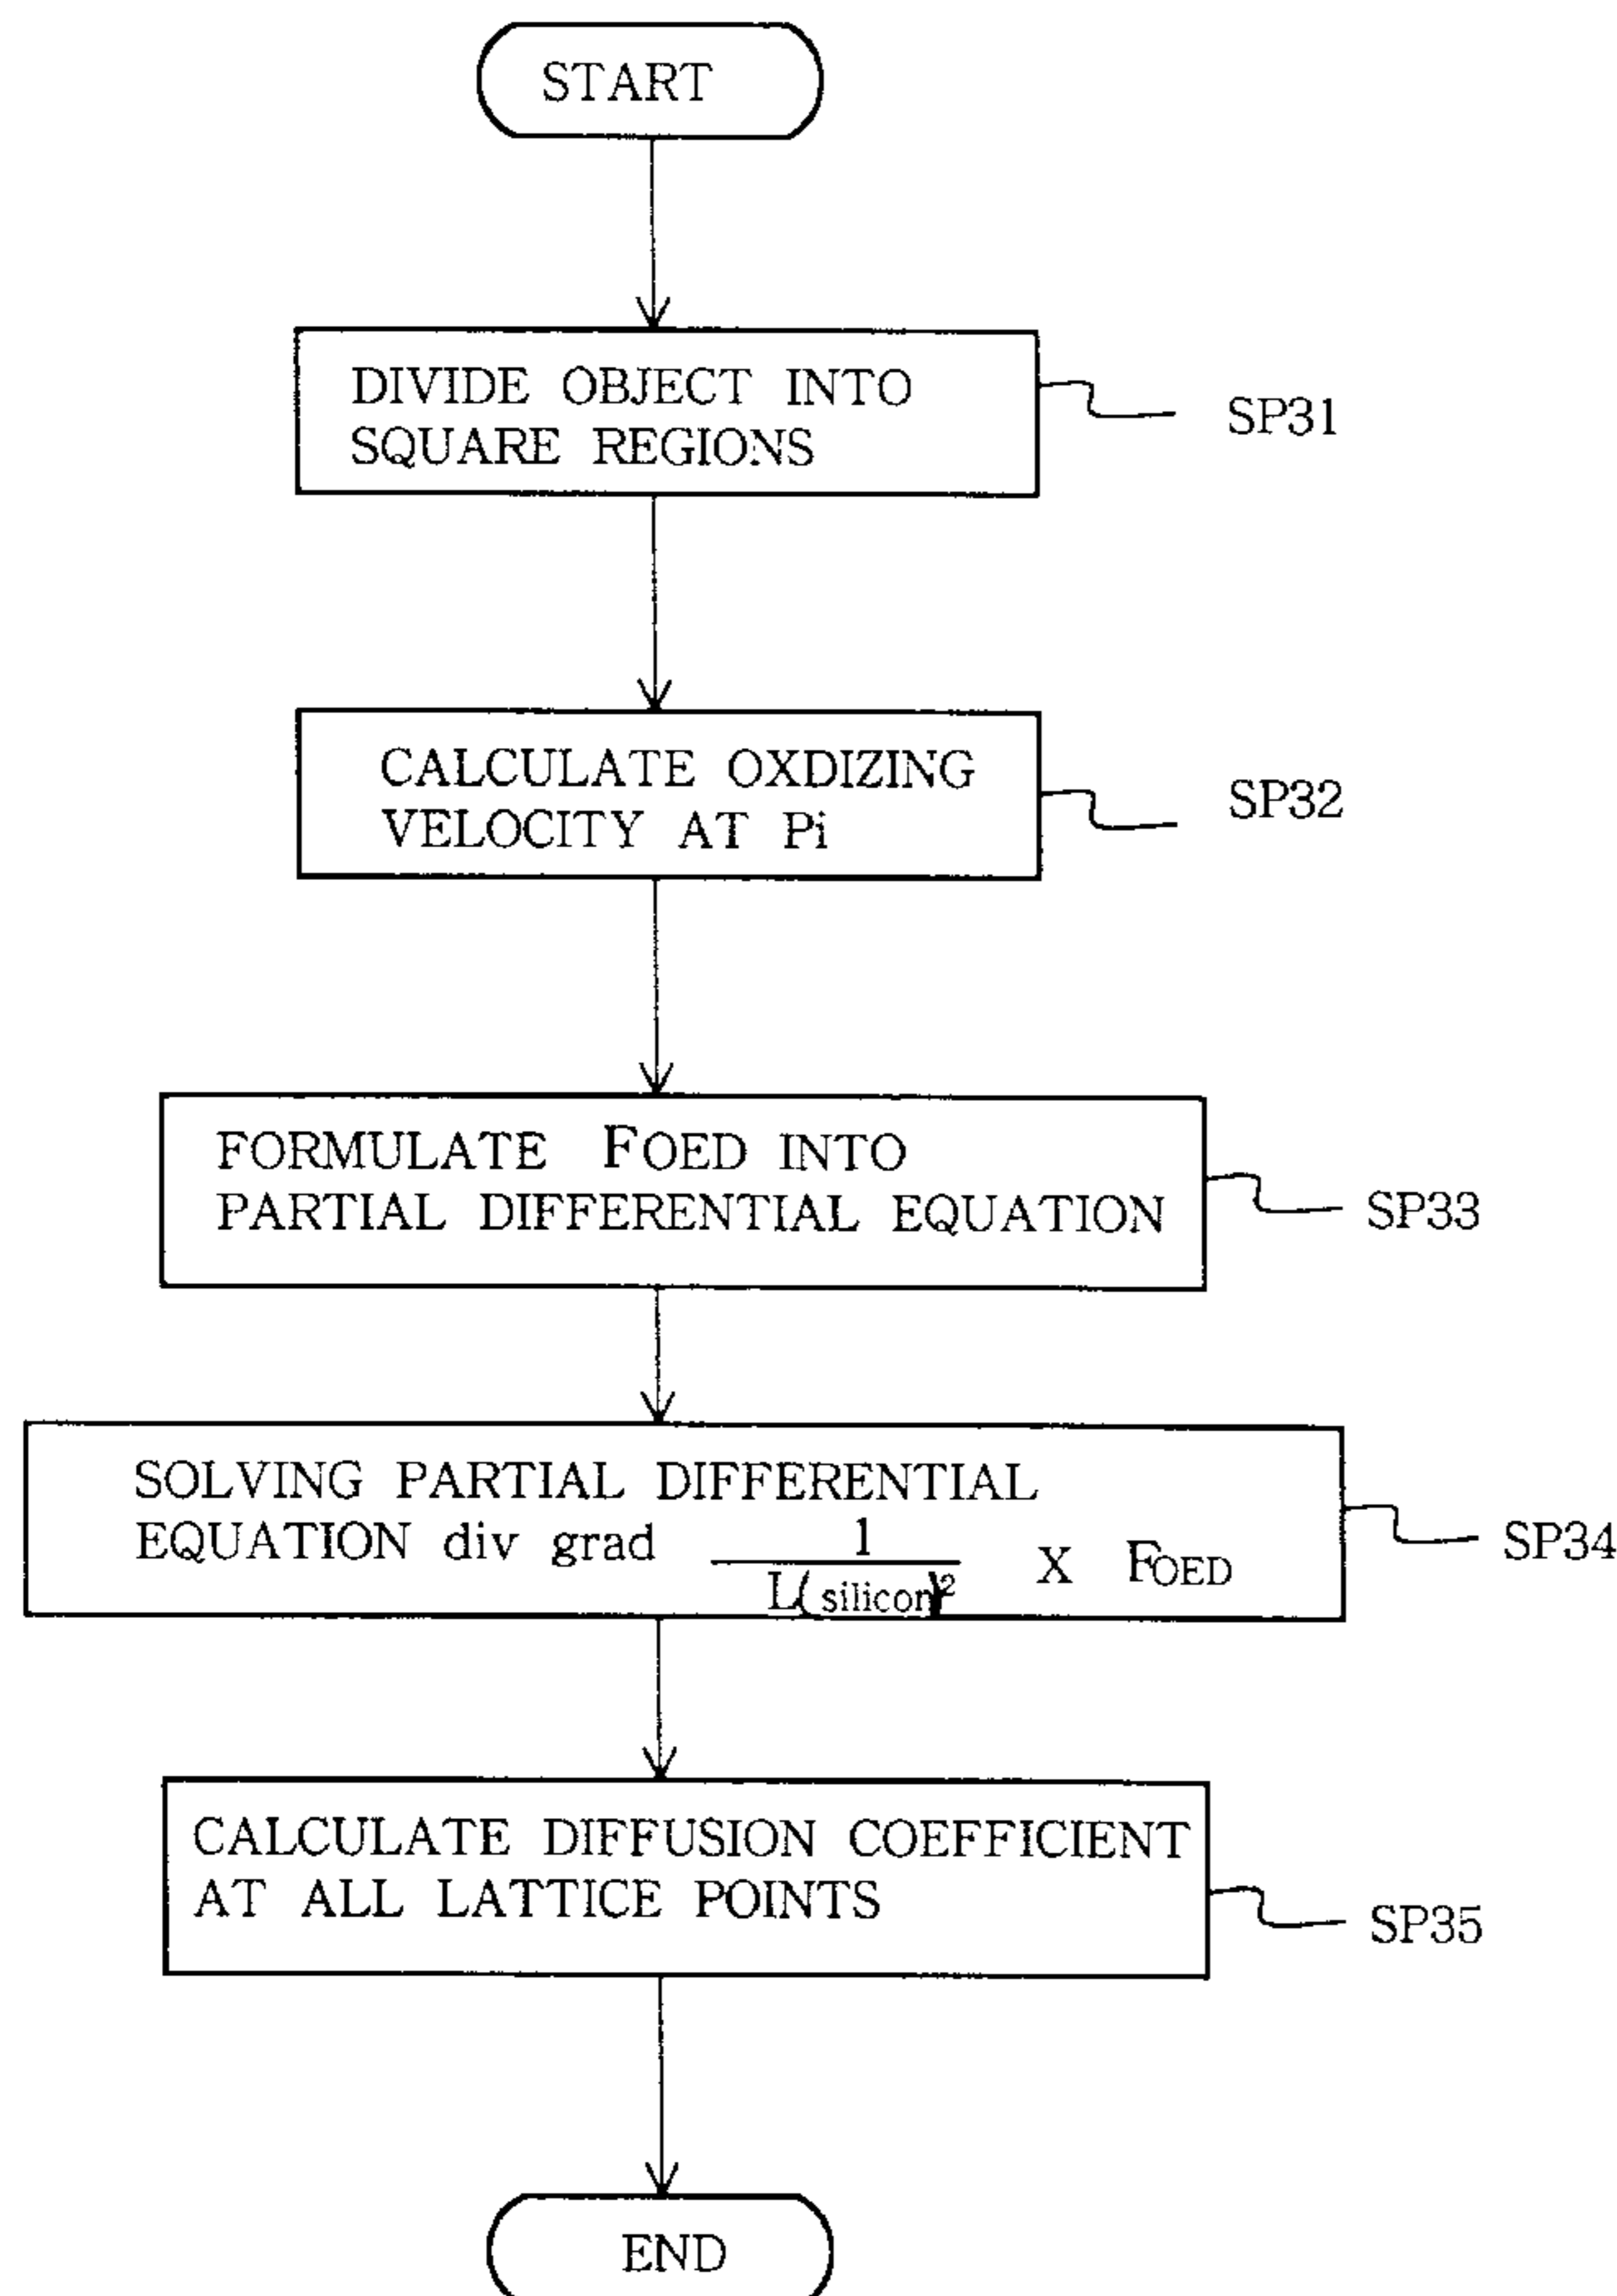 START
DIVIDE OBJECT INTO
SQUARE REGIONS
SP31
CALCULATE OXDIZING
VELOCITY AT Pi
SP32
FORMULATE FOED INTO
PARTIAL DIFFERENTIAL EQUATION
SP33
SOLVING PARTIAL DIFFERENTIAL
EQUATION div grad 1 / L(silicon)² X FOED
SP34
CALCULATE DIFFUSION COEFFICIENT
AT ALL LATTICE POINTS
SP35
END